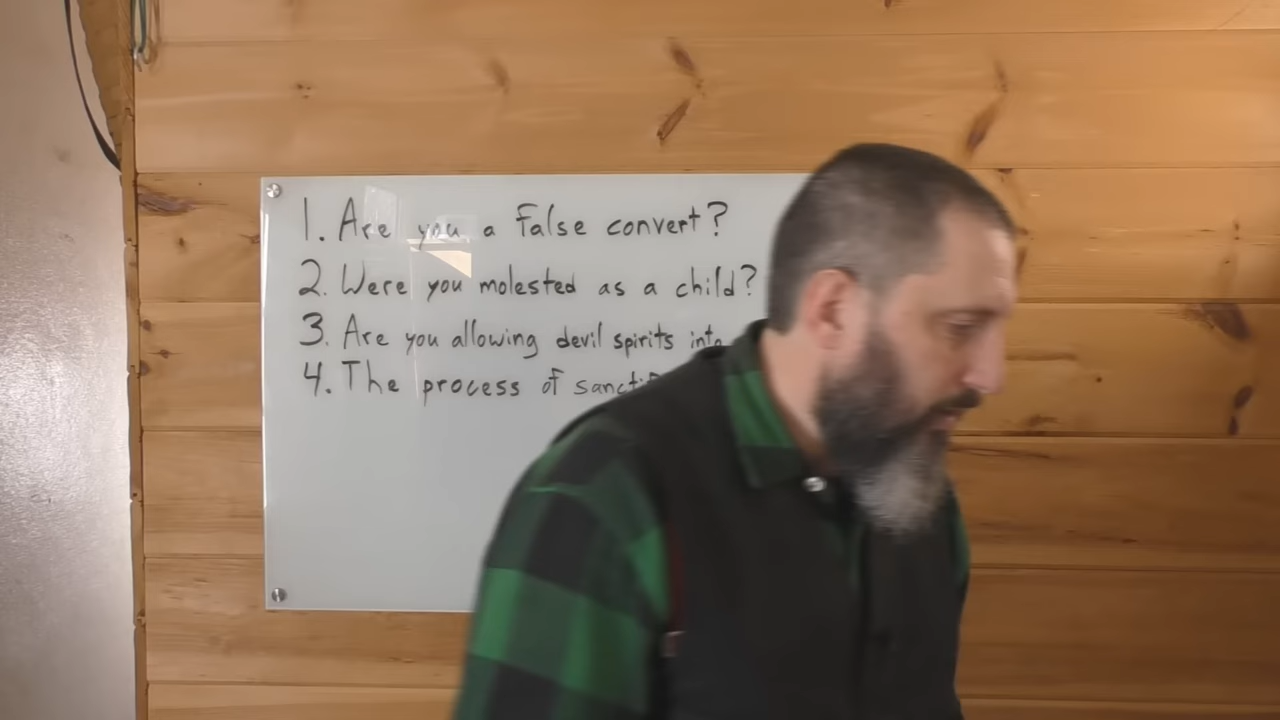 1. Are you a false convert?
2. Were you molested as a child?
3. Are you allowing devil spirits into
4. The process of